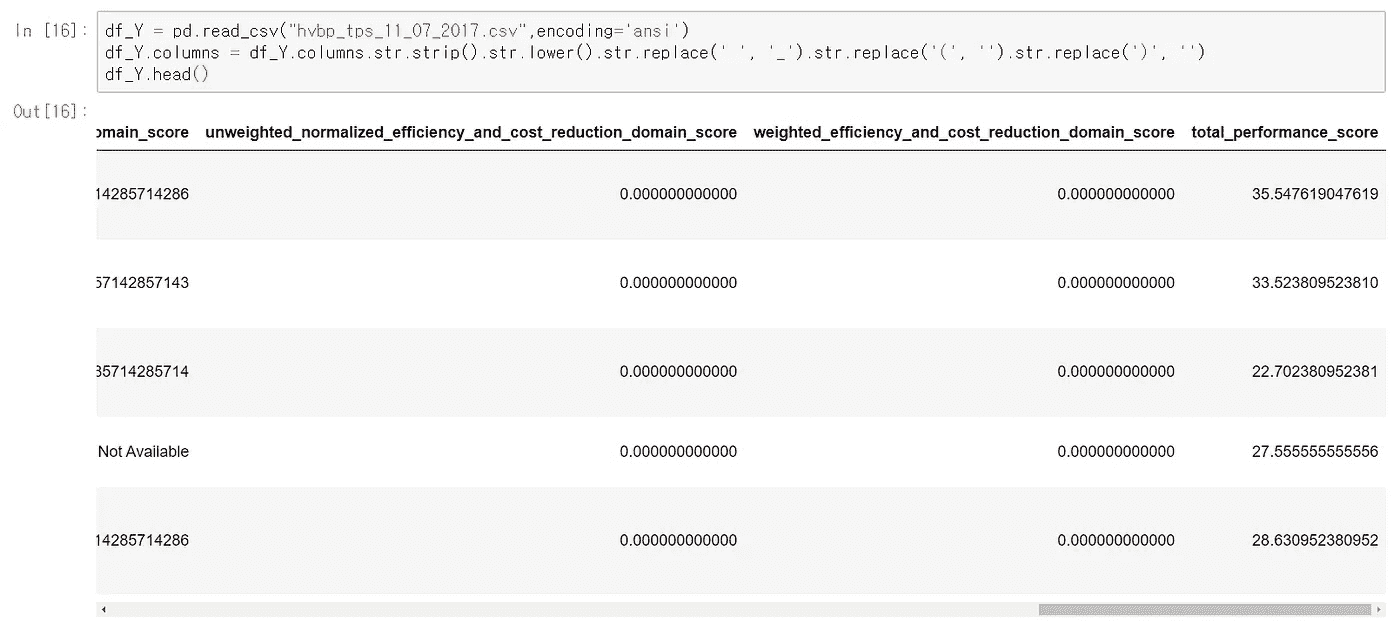 In [16]: df_Y = pd.read_csv("hvbp_tps_11_07_2017.csv",encoding='ansi')
df_Y.columns = df_Y.columns.str.strip().str.lower().str.replace(' ', '_').str.replace('(', '').str.replace(')', '')
df_Y.head()
Out[16]:
omain_score unweighted_normalized_efficiency_and_cost_reduction_domain_score weighted_efficiency_and_cost_reduction_domain_score total_performance_score
14285714286 0.000000000000 0.000000000000 35.547619047619
57142857143 0.000000000000 0.000000000000 33.523809523810
35714285714 0.000000000000 0.000000000000 22.702380952381
Not Available 0.000000000000 0.000000000000 27.555555555556
14285714286 0.000000000000 0.000000000000 28.630952380952